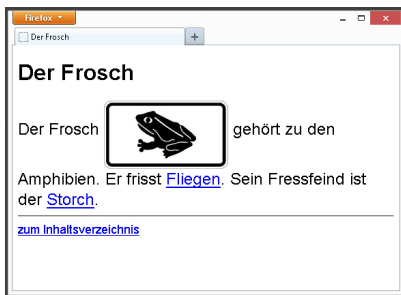 Firefox
Der Frosch
Der Frosch
Der Frosch gehört zu den
Amphibien. Er frisst Fliegen. Sein Fressfeind ist
der Storch.
zum Inhaltsverzeichnis